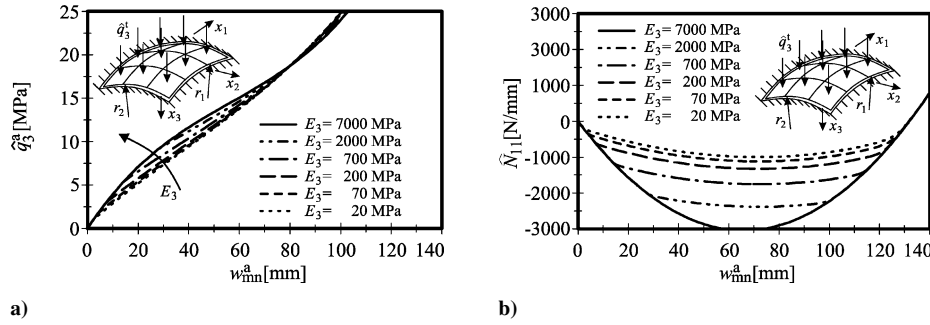 25
20
15
10
5
0
q̂₃ᵃ[MPa]
q̂₃ᵗ
x₁
x₂
x₃
r₁
r₂
E₃
E₃= 7000 MPa
E₃= 2000 MPa
E₃= 700 MPa
E₃= 200 MPa
E₃= 70 MPa
E₃= 20 MPa
0 20 40 60 80 100 120 140
wᵃₘₙ[mm]
a)
3000
3000
2000
0
-1000
-2000
-3000
N̂₁₁[N/mm]
E₃= 7000 MPa
E₃= 2000 MPa
E₃= 700 MPa
E₃= 200 MPa
E₃= 70 MPa
E₃= 20 MPa
q̂₃ᵗ
x₁
x₂
x₃
r₁
r₂
0 20 40 60 80 100 120 140
wᵃₘₙ[mm]
b)